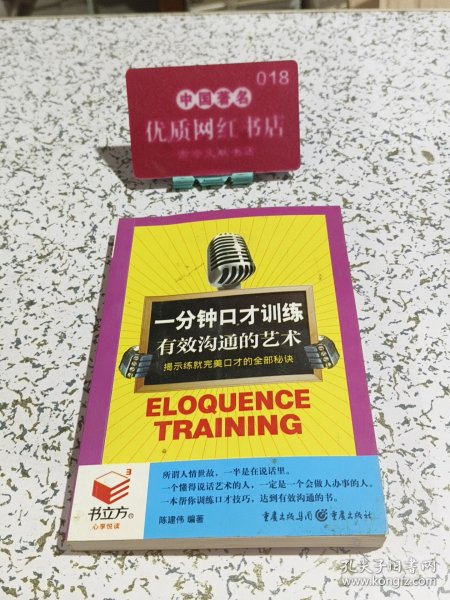 018
中国著名
优质网红书店
一分钟口才训练
有效沟通的艺术
揭示练就完美口才的全部秘诀
ELOQUENCE
TRAINING
3
书立方®
心享悦读
所谓人情世故，一半是在说话里。
一个懂得说话艺术的人，一定是一个会做人办事的人。
一本帮你训练口才技巧，达到有效沟通的书。
陈建伟 编著
重庆出版集团 重庆出版社
孔夫子旧书网
www.kongfz.com